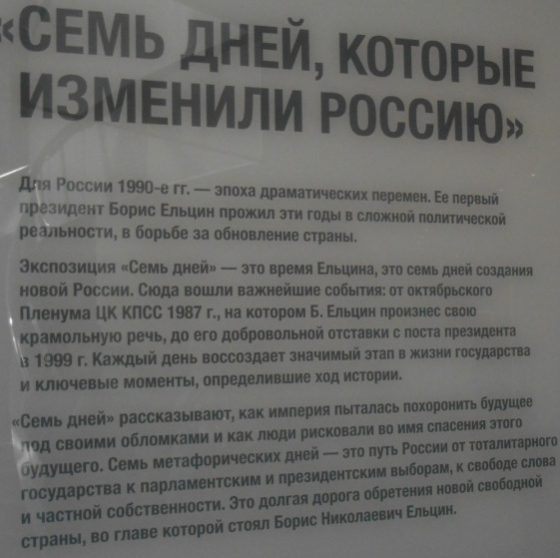 «СЕМЬ ДНЕЙ, КОТОРЫЕ
ИЗМЕНИЛИ РОССИЮ»
Для России 1990-е гг. — эпоха драматических перемен. Ее первый
президент Борис Ельцин прожил эти годы в сложной политической
реальности, в борьбе за обновление страны.
Экспозиция «Семь дней» — это время Ельцина, это семь дней создания
новой России. Сюда вошли важнейшие события: от октябрьского
Пленума ЦК КПСС 1987 г., на котором Б. Ельцин произнес свою
крамольную речь, до его добровольной отставки с поста президента
в 1999 г. Каждый день воссоздает значимый этап в жизни государства
и ключевые моменты, определившие ход истории.
«Семь дней» рассказывают, как империя пыталась похоронить будущее
под своими обломками и как люди рисковали во имя спасения этого
будущего. Семь метафорических дней — это путь России от тоталитарного
государства к парламентским и президентским выборам, к свободе слова
и частной собственности. Это долгая дорога обретения новой свободной
страны, во главе которой стоял Борис Николаевич Ельцин.